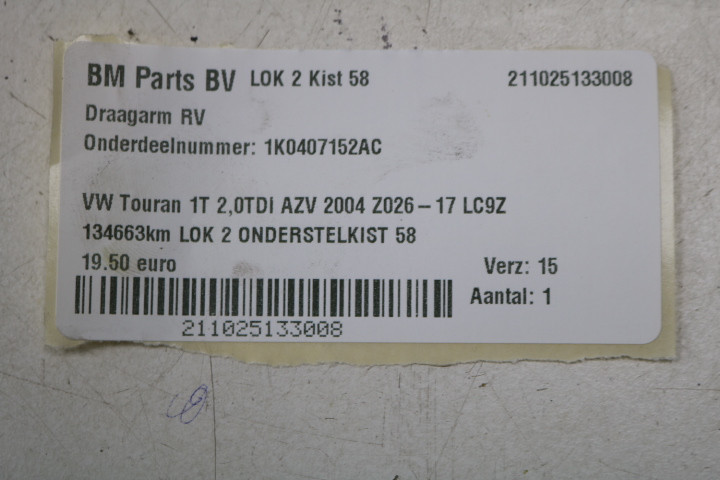 BM Parts BV LOK 2 Kist 58 211025133008
Draagarm RV
Onderdeelnummer: 1K0407152AC
VW Touran 1T 2,0TDI AZV 2004 Z026-17 LC9Z
134663km LOK 2 ONDERSTELKIST 58
19.50 euro Verz: 15
Aantal: 1
211025133008